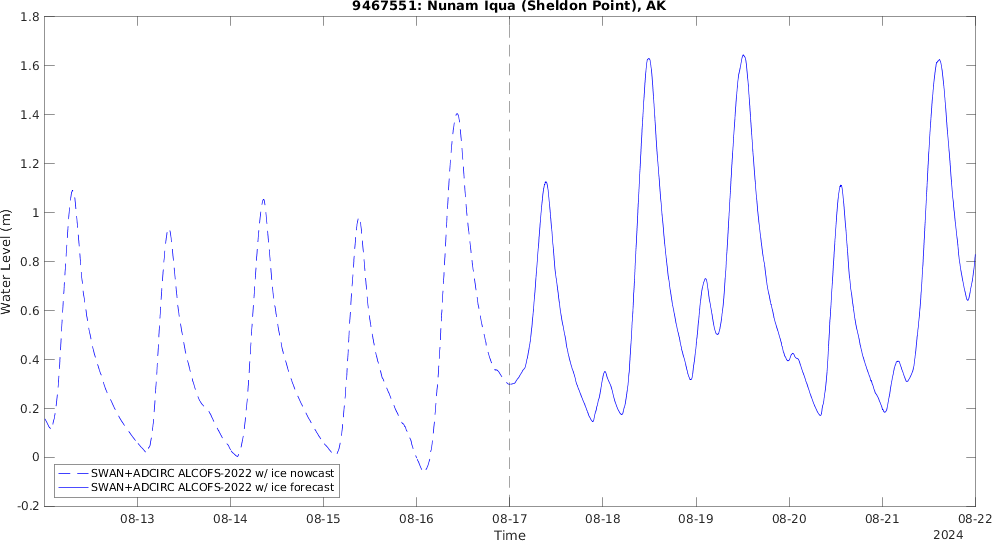 9467551: Nunam Iqua (Sheldon Point), AK
1.8
1.6
1.4
1.2
1
0.8
0.6
0.4
0.2
0
-0.2
Water Level (m)
SWAN+ADCIRC ALCOFS-2022 w/ ice nowcast
SWAN+ADCIRC ALCOFS-2022 w/ ice forecast
08-13 08-14 08-15 08-16 08-17 08-18 08-19 08-20 08-21 08-22
Time
2024